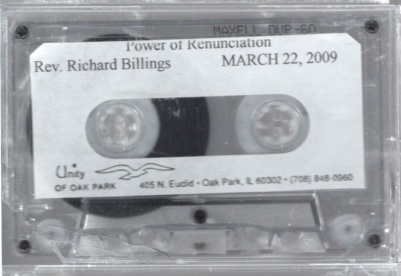 MAXELL DUP-60
Power of Renunciation
Rev. Richard Billings MARCH 22, 2009
Unity
OF OAK PARK 405 N. Euclid • Oak Park, IL 60302 • (708) 848-0960